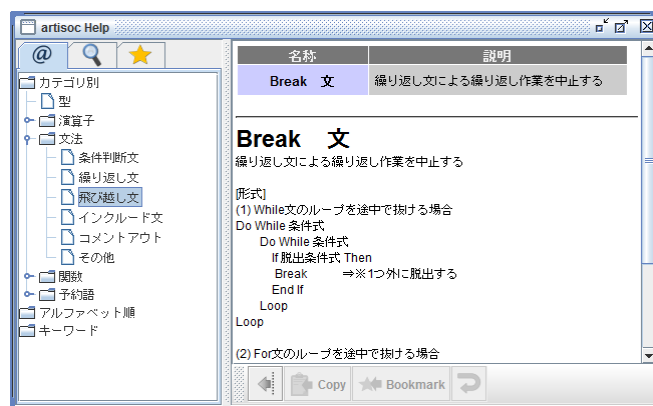 artisoc Help
@
カテゴリ別
型
演算子
文法
条件判断文
繰り返し文
飛び越し文
インクルード文
コメントアウト
その他
関数
予約語
アルファベット順
キーワード
名称 説明
Break 文 繰り返し文による繰り返し作業を中止する
Break 文
繰り返し文による繰り返し作業を中止する
[形式]
(1) While文のループを途中で抜ける場合
Do While 条件式
Do While 条件式
If 脱出条件式 Then
Break ⇒※1つ外に脱出する
End If
Loop
Loop
(2) For文のループを途中で抜ける場合
Copy Bookmark